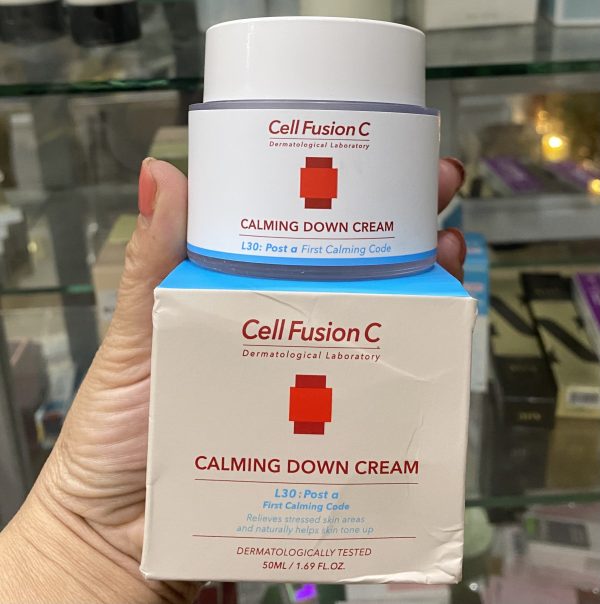 Cell Fusion C
Dermatological Laboratory
CALMING DOWN CREAM
L30: Post α First Calming Code
Cell Fusion C
Dermatological Laboratory
CALMING DOWN CREAM
L30 : Post α
First Calming Code
Relieves stressed skin areas
and naturally helps skin tone up
DERMATOLOGICALLY TESTED
50ML / 1.69 FL.OZ.